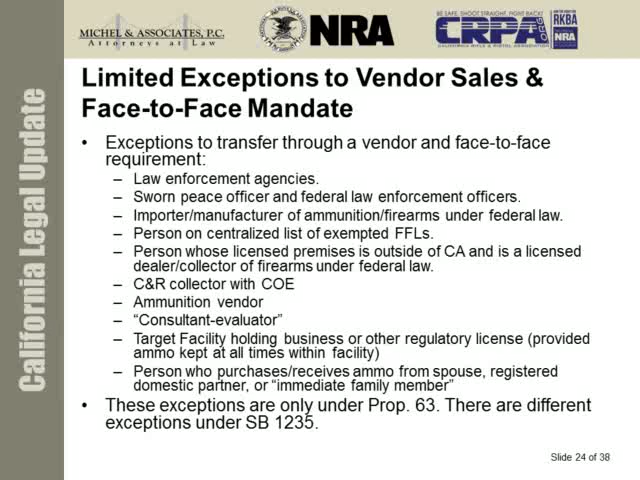 MICHEL & ASSOCIATES, P.C.
Attorneys at Law
NRA
BE SAFE, SHOOT STRAIGHT, FIGHT BACK!
CRPA.ORG
CALIFORNIA RIFLE & PISTOL ASSOCIATION
RKBA
NRA
California Legal Update
Limited Exceptions to Vendor Sales &
Face-to-Face Mandate
• Exceptions to transfer through a vendor and face-to-face
requirement:
– Law enforcement agencies.
– Sworn peace officer and federal law enforcement officers.
– Importer/manufacturer of ammunition/firearms under federal law.
– Person on centralized list of exempted FFLs.
– Person whose licensed premises is outside of CA and is a licensed
dealer/collector of firearms under federal law.
– C&R collector with COE
– Ammunition vendor
– “Consultant-evaluator”
– Target Facility holding business or other regulatory license (provided
ammo kept at all times within facility)
– Person who purchases/receives ammo from spouse, registered
domestic partner, or “immediate family member”
• These exceptions are only under Prop. 63. There are different
exceptions under SB 1235.
Slide 24 of 38